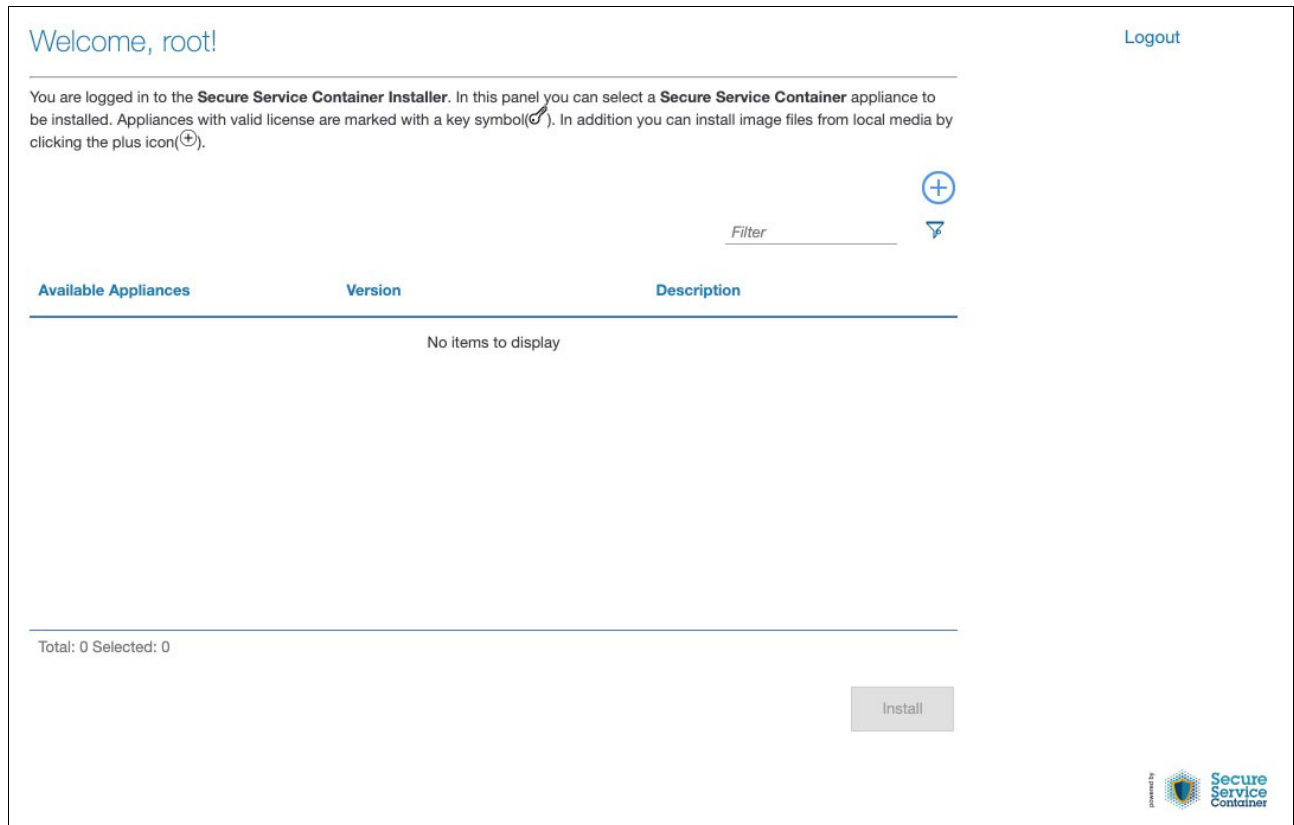 Welcome, root!
Logout
You are logged in to the Secure Service Container Installer. In this panel you can select a Secure Service Container appliance to
be installed. Appliances with valid license are marked with a key symbol( ). In addition you can install image files from local media by
clicking the plus icon( ).
Filter
Available Appliances Version Description
No items to display
Total: 0 Selected: 0
Install
powered by
Secure
Service
Container